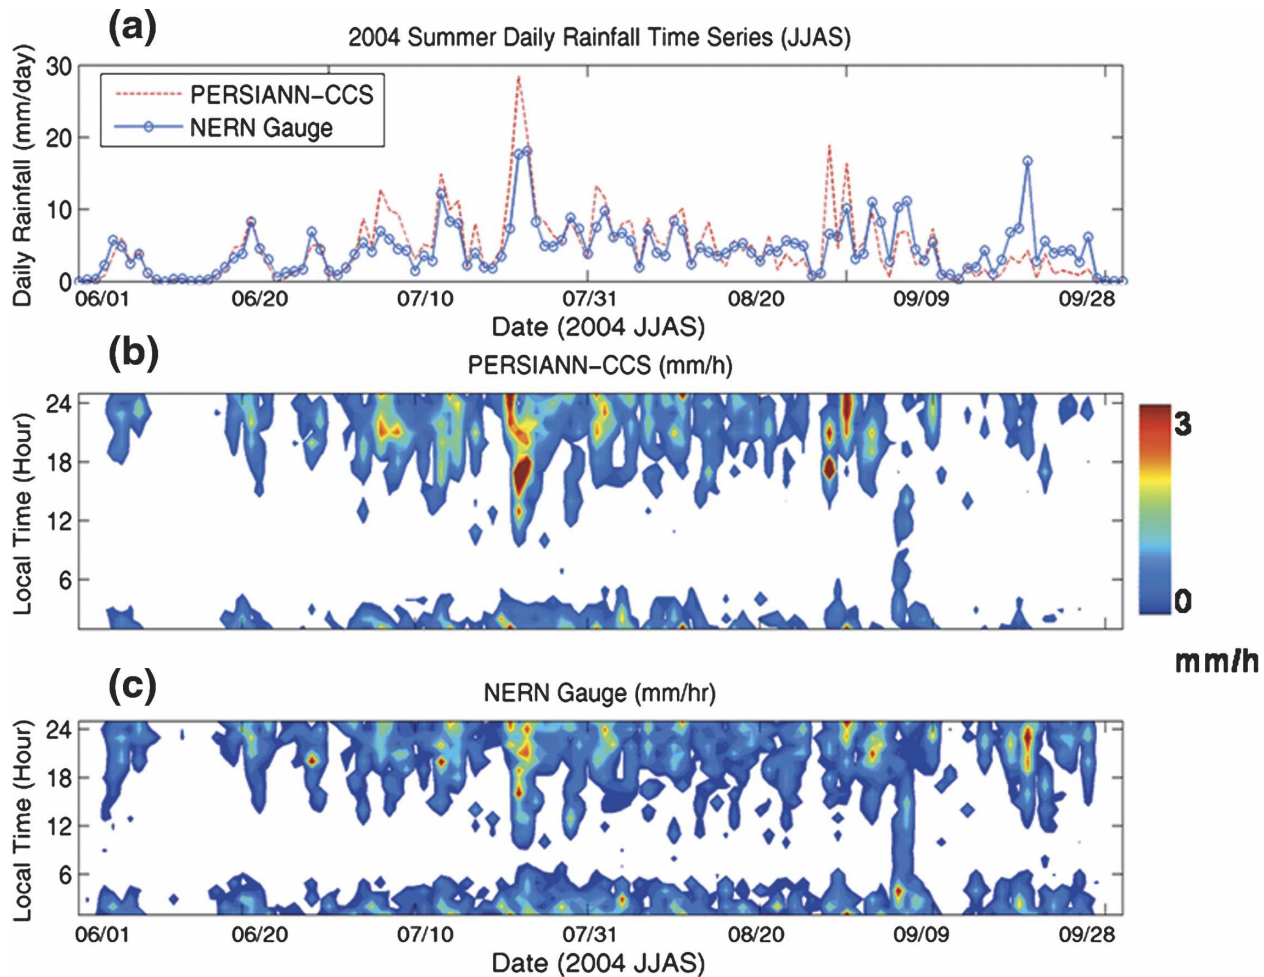 (a)
2004 Summer Daily Rainfall Time Series (JJAS)
Daily Rainfall (mm/day)
30
20
10
0
PERSIANN-CCS
NERN Gauge
06/01 06/20 07/10 07/31 08/20 09/09 09/28
Date (2004 JJAS)
(b)
PERSIANN-CCS (mm/h)
Local Time (Hour)
24
18
12
6
3
0
mm/h
(c)
NERN Gauge (mm/hr)
Local Time (Hour)
24
18
12
6
06/01 06/20 07/10 07/31 08/20 09/09 09/28
Date (2004 JJAS)